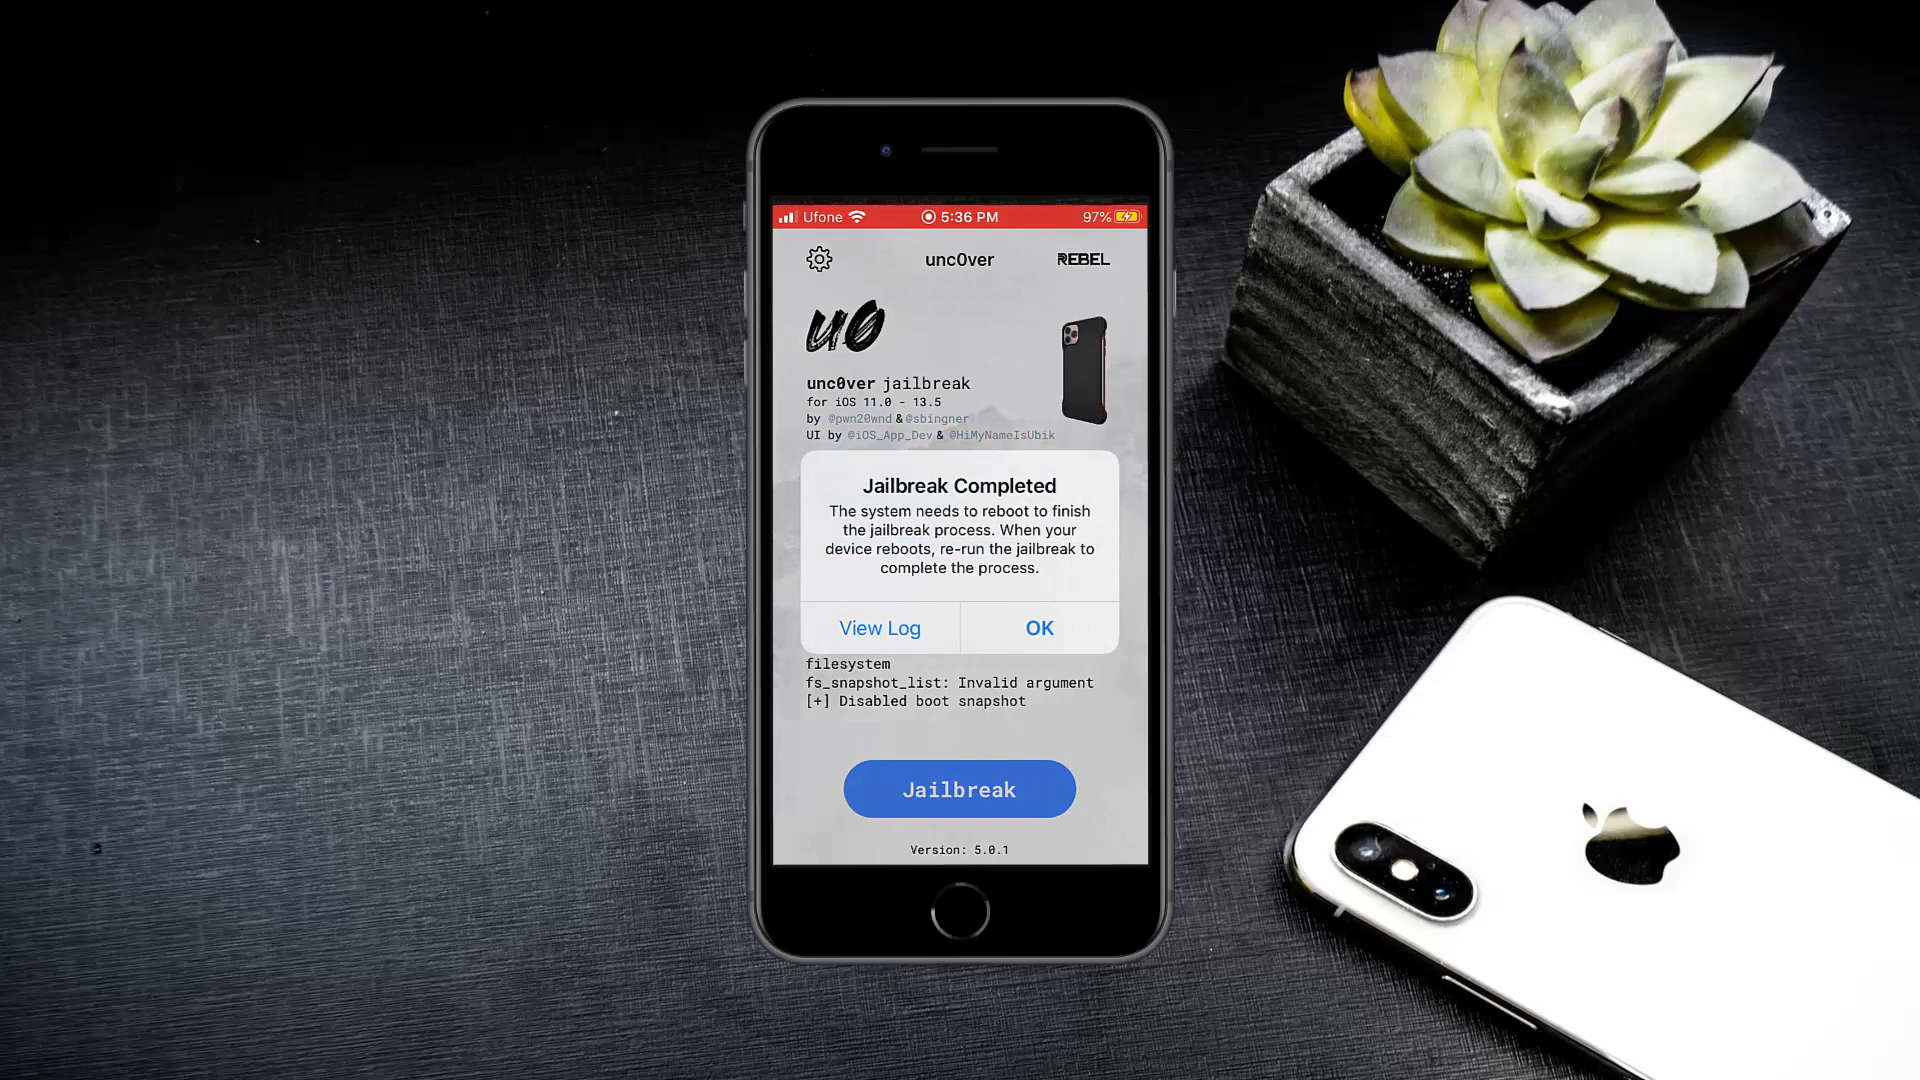 Ufone 5:36 PM 97%
unc0ver REBEL
u0
unc0ver jailbreak
for iOS 11.0 - 13.5
by @pwn20wnd & @sbingner
UI by @iOS_App_Dev & @HiMyNameIsUbik
Jailbreak Completed
The system needs to reboot to finish
the jailbreak process. When your
device reboots, re-run the jailbreak to
complete the process.
View Log OK
filesystem
fs_snapshot_list: Invalid argument
[+] Disabled boot snapshot
Jailbreak
Version: 5.0.1